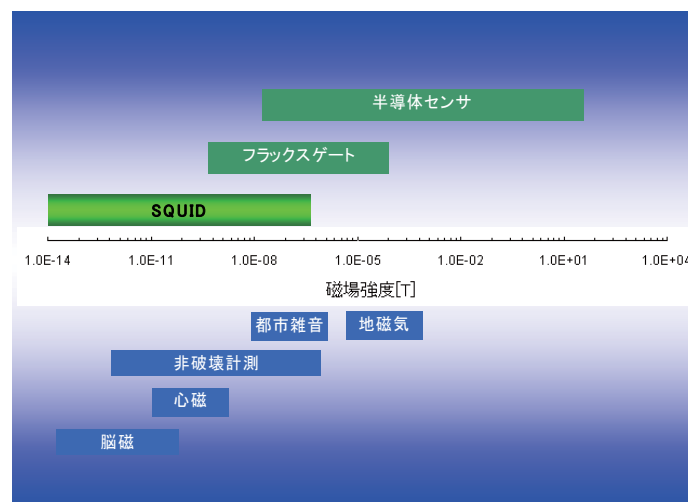 半導体センサ
フラックスゲート
SQUID
1.0E-14 1.0E-11 1.0E-08 1.0E-05 1.0E-02 1.0E+01 1.0E+04
磁場強度[T]
都市雑音 地磁気
非破壊計測
心磁
脳磁